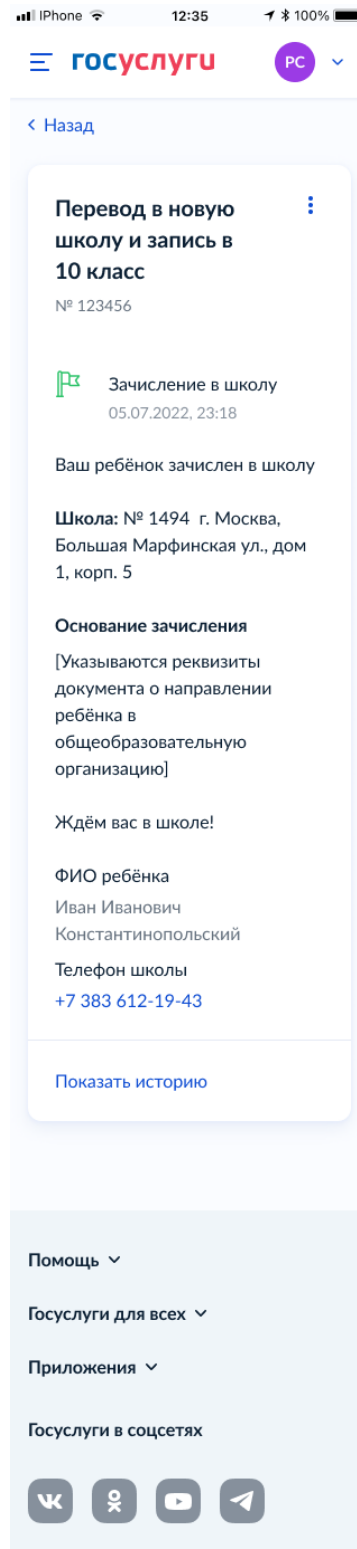 iPhone 12:35 100%
госуслуги РС
Назад
Перевод в новую
школу и запись в
10 класс
№ 123456
Зачисление в школу
05.07.2022, 23:18
Ваш ребёнок зачислен в школу
Школа: № 1494 г. Москва,
Большая Марфинская ул., дом
1, корп. 5
Основание зачисления
[Указываются реквизиты
документа о направлении
ребёнка в
общеобразовательную
организацию]
Ждём вас в школе!
ФИО ребёнка
Иван Иванович
Константинопольский
Телефон школы
+7 383 612-19-43
Показать историю
Помощь
Госуслуги для всех
Приложения
Госуслуги в соцсетях